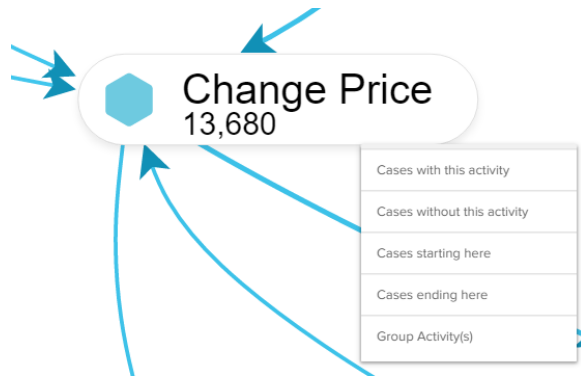 Change Price
13,680
Cases with this activity
Cases without this activity
Cases starting here
Cases ending here
Group Activity(s)